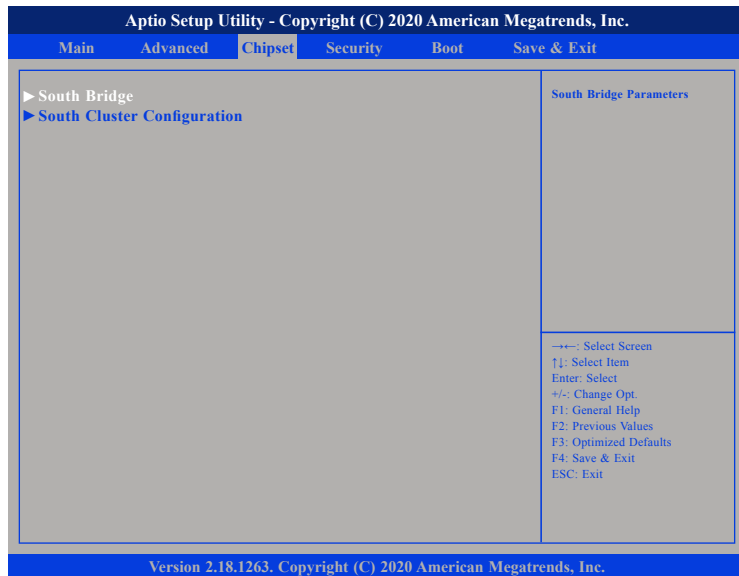 Aptio Setup Utility - Copyright (C) 2020 American Megatrends, Inc.
Main Advanced Chipset Security Boot Save & Exit
►South Bridge
►South Cluster Configuration
South Bridge Parameters
→←: Select Screen
↑↓: Select Item
Enter: Select
+/-: Change Opt.
F1: General Help
F2: Previous Values
F3: Optimized Defaults
F4: Save & Exit
ESC: Exit
Version 2.18.1263. Copyright (C) 2020 American Megatrends, Inc.